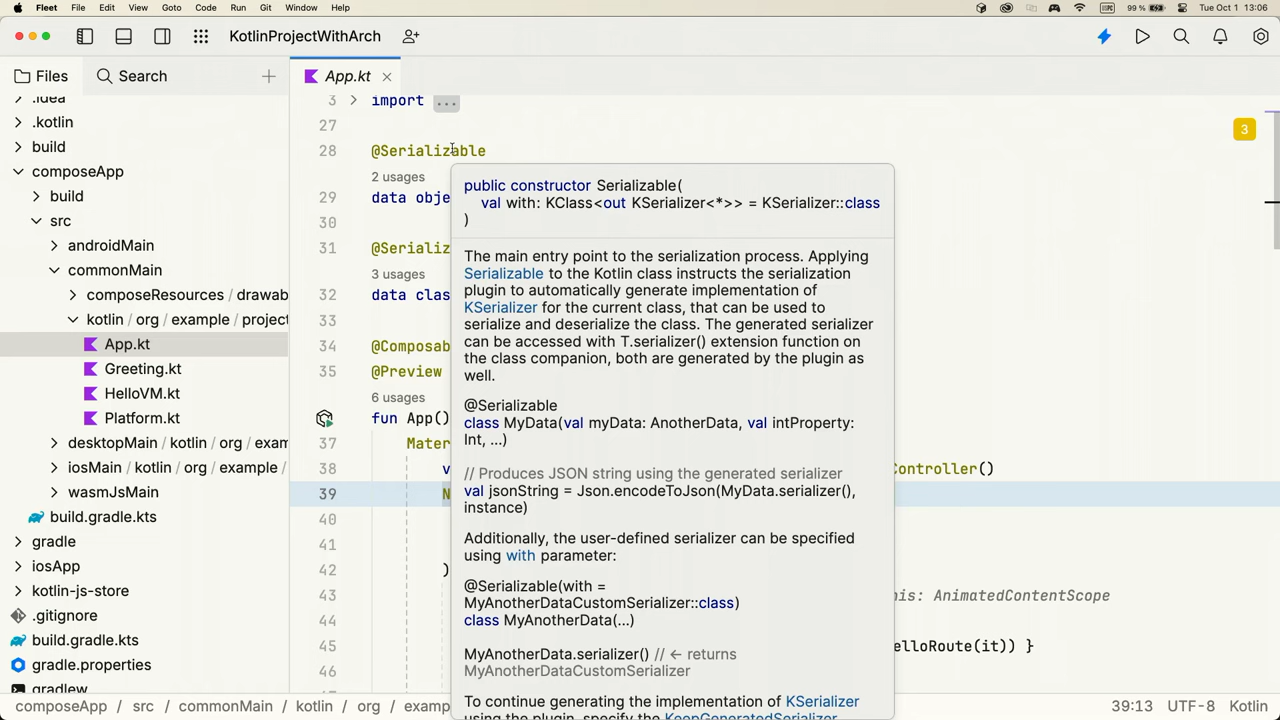 Fleet File Edit View Goto Code Run Git Window Help 99 % Tue Oct 1 13:06
KotlinProjectWithArch
Files Search App.kt
.idea
.kotlin
build
composeApp
build
src
androidMain
commonMain
composeResources / drawab
kotlin / org / example / project
App.kt
Greeting.kt
HelloVM.kt
Platform.kt
desktopMain / kotlin / org / exam
iosMain / kotlin / org / example /
wasmJsMain
build.gradle.kts
gradle
iosApp
kotlin-js-store
.gitignore
build.gradle.kts
gradle.properties
gradlew
3 import ...
3
27
28 @Serializable
2 usages
29 data obje
30
31 @Serializ
3 usages
32 data clas
33
34 @Composab
35 @Preview
6 usages
fun App()
37 Mater
38 v Controller()
39 N
40
41
42 )
43 his: AnimatedContentScope
44
45 elloRoute(it)) }
46
public constructor Serializable(
val with: KClass<out KSerializer<*>> = KSerializer::class
)
The main entry point to the serialization process. Applying
Serializable to the Kotlin class instructs the serialization
plugin to automatically generate implementation of
KSerializer for the current class, that can be used to
serialize and deserialize the class. The generated serializer
can be accessed with T.serializer() extension function on
the class companion, both are generated by the plugin as
well.
@Serializable
class MyData(val myData: AnotherData, val intProperty:
Int, ...)
// Produces JSON string using the generated serializer
val jsonString = Json.encodeToJson(MyData.serializer(),
instance)
Additionally, the user-defined serializer can be specified
using with parameter:
@Serializable(with =
MyAnotherDataCustomSerializer::class)
class MyAnotherData(...)
MyAnotherData.serializer() // ← returns
MyAnotherDataCustomSerializer
To continue generating the implementation of KSerializer
using the plugin, specify the KeepGeneratedSerializer
composeApp / src / commonMain / kotlin / org / examp 39:13 UTF-8 Kotlin